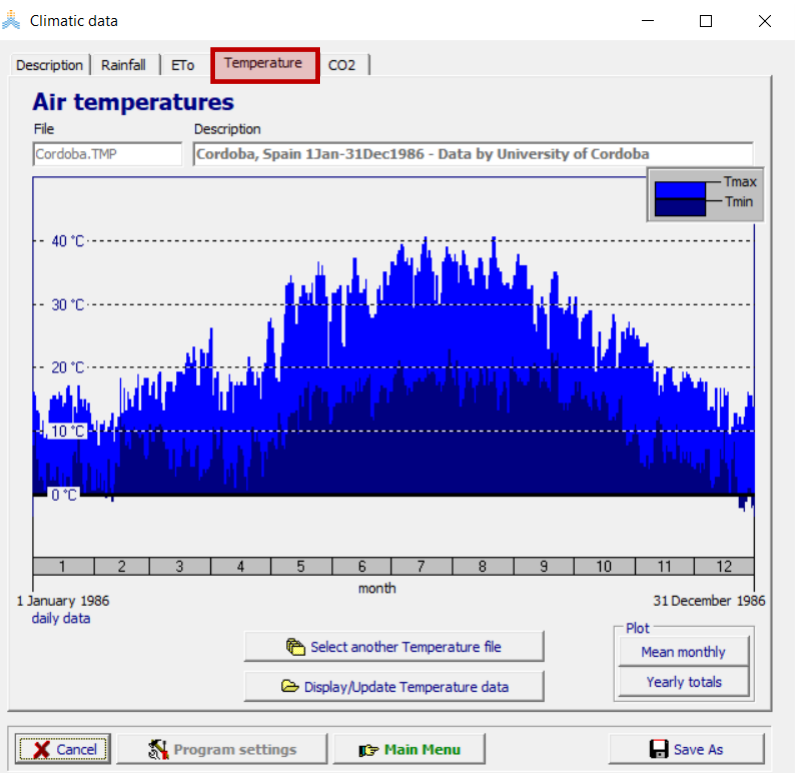 Climatic data
Description Rainfall ETo Temperature CO2
Air temperatures
File Description
Cordoba.TMP Cordoba, Spain 1Jan-31Dec1986 - Data by University of Cordoba
Tmax
Tmin
40 °C
30 °C
20 °C
10 °C
0 °C
1 2 3 4 5 6 7 8 9 10 11 12
month
1 January 1986 31 December 1986
daily data
Plot
Select another Temperature file Mean monthly
Display/Update Temperature data Yearly totals
Cancel Program settings Main Menu Save As